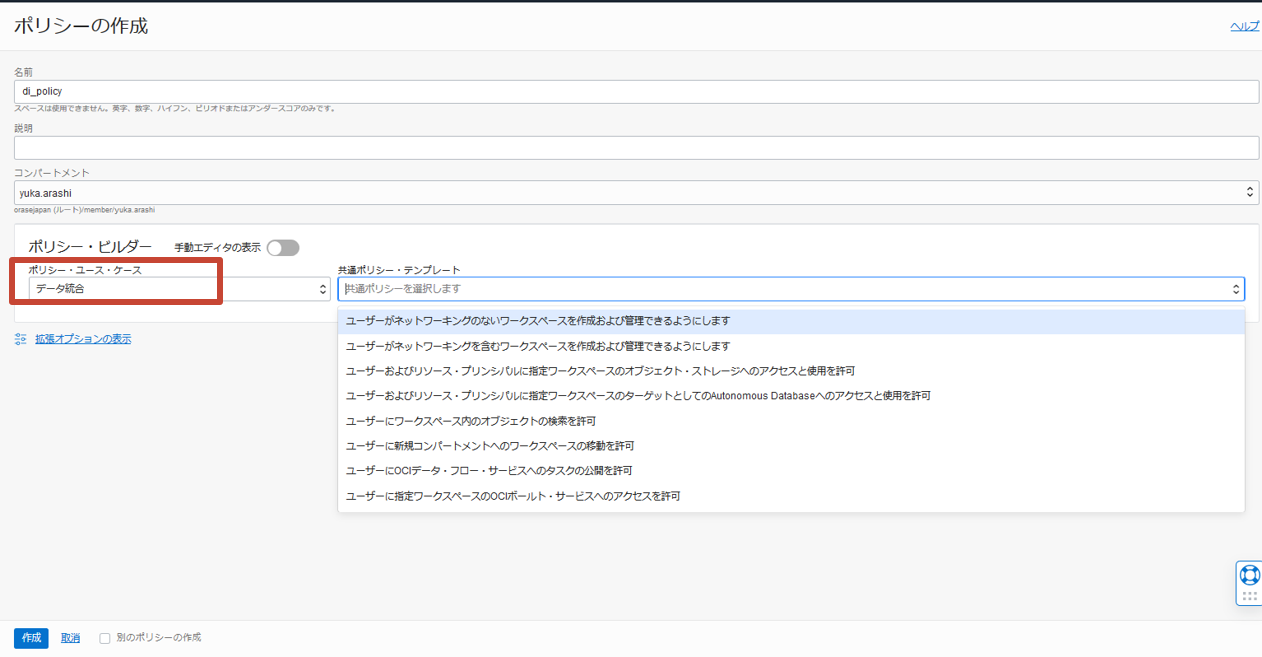 ポリシーの作成
ヘルプ
名前
di_policy
スペースは使用できません。英字、数字、ハイフン、ピリオドまたはアンダースコアのみです。
説明
コンパートメント
yuka.arashi
orasejapan (ルート)/member/yuka.arashi
ポリシー・ビルダー 手動エディタの表示
ポリシー・ユース・ケース
データ統合
共通ポリシー・テンプレート
共通ポリシーを選択します
ユーザーがネットワーキングのないワークスペースを作成および管理できるようにします
ユーザーがネットワーキングを含むワークスペースを作成および管理できるようにします
ユーザーおよびリソース・プリンシパルに指定ワークスペースのオブジェクト・ストレージへのアクセスと使用を許可
ユーザーおよびリソース・プリンシパルに指定ワークスペースのターゲットとしてのAutonomous Databaseへのアクセスと使用を許可
ユーザーにワークスペース内のオブジェクトの検索を許可
ユーザーに新規コンパートメントへのワークスペースの移動を許可
ユーザーにOCIデータ・フロー・サービスへのタスクの公開を許可
ユーザーに指定ワークスペースのOCIボールト・サービスへのアクセスを許可
拡張オプションの表示
作成 取消 別のポリシーの作成